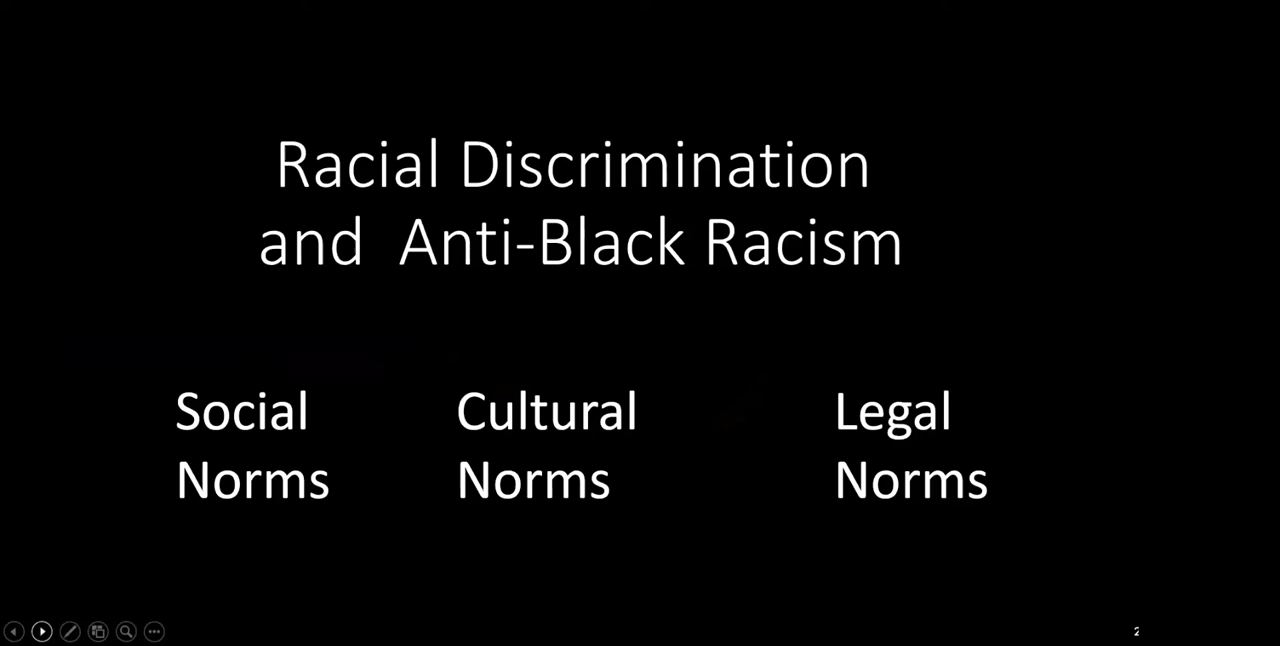 Racial Discrimination
and Anti-Black Racism
Social
Norms
Cultural
Norms
Legal
Norms
2